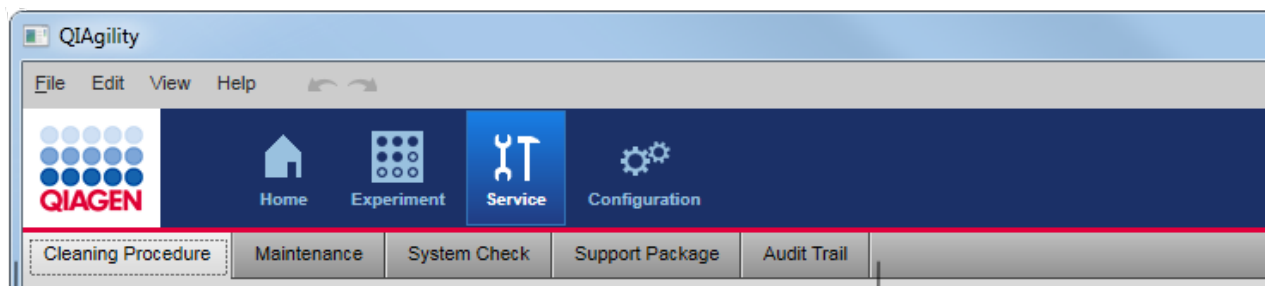 QIAgility
File Edit View Help
QIAGEN
Home Experiment Service Configuration
Cleaning Procedure Maintenance System Check Support Package Audit Trail